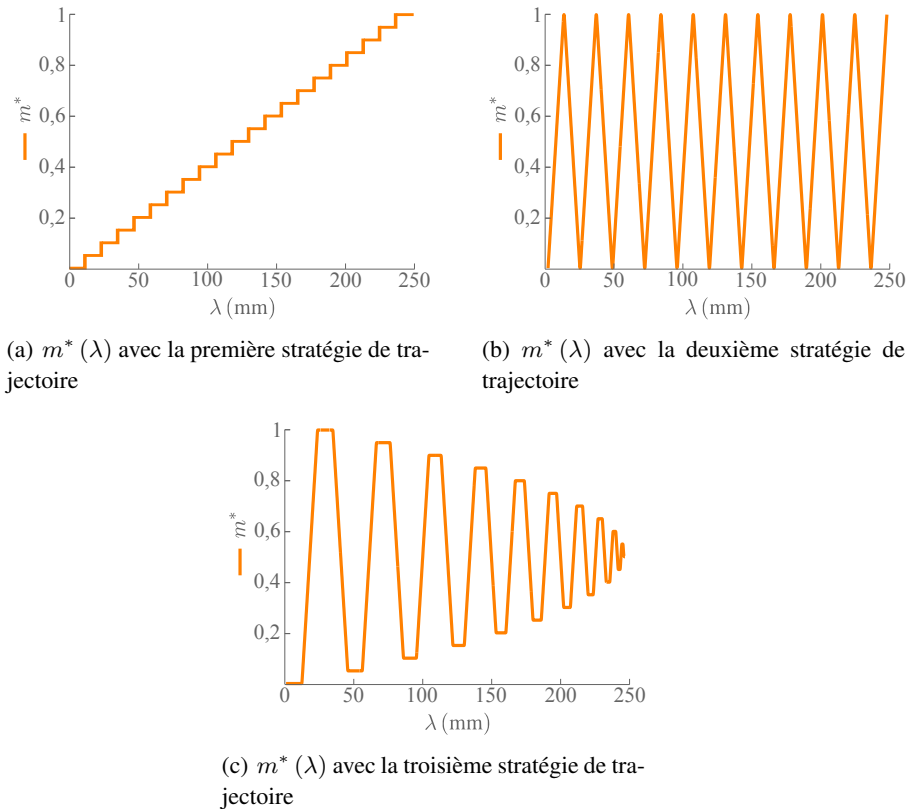 1
0,8
0,6
0,4
0,2
m*
0 50 100 150 200 250
λ (mm)
(a) m* (λ) avec la première stratégie de tra-
jectoire
1
0,8
0,6
0,4
0,2
m*
0 50 100 150 200 250
λ (mm)
(b) m* (λ) avec la deuxième stratégie de
trajectoire
1
0,8
0,6
0,4
0,2
m*
0 50 100 150 200 250
λ (mm)
(c) m* (λ) avec la troisième stratégie de tra-
jectoire